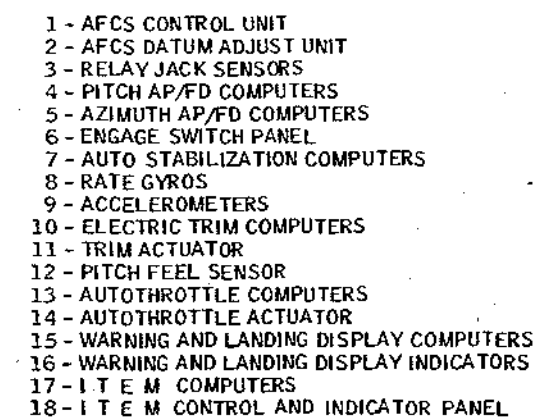 1 - AFCS CONTROL UNIT
2 - AFCS DATUM ADJUST UNIT
3 - RELAY JACK SENSORS
4 - PITCH AP/FD COMPUTERS
5 - AZIMUTH AP/FD COMPUTERS
6 - ENGAGE SWITCH PANEL
7 - AUTO STABILIZATION COMPUTERS
8 - RATE GYROS
9 - ACCELEROMETERS
10 - ELECTRIC TRIM COMPUTERS
11 - TRIM ACTUATOR
12 - PITCH FEEL SENSOR
13 - AUTOTHROTTLE COMPUTERS
14 - AUTOTHROTTLE ACTUATOR
15 - WARNING AND LANDING DISPLAY COMPUTERS
16 - WARNING AND LANDING DISPLAY INDICATORS
17 - I T E M COMPUTERS
18 - I T E M CONTROL AND INDICATOR PANEL